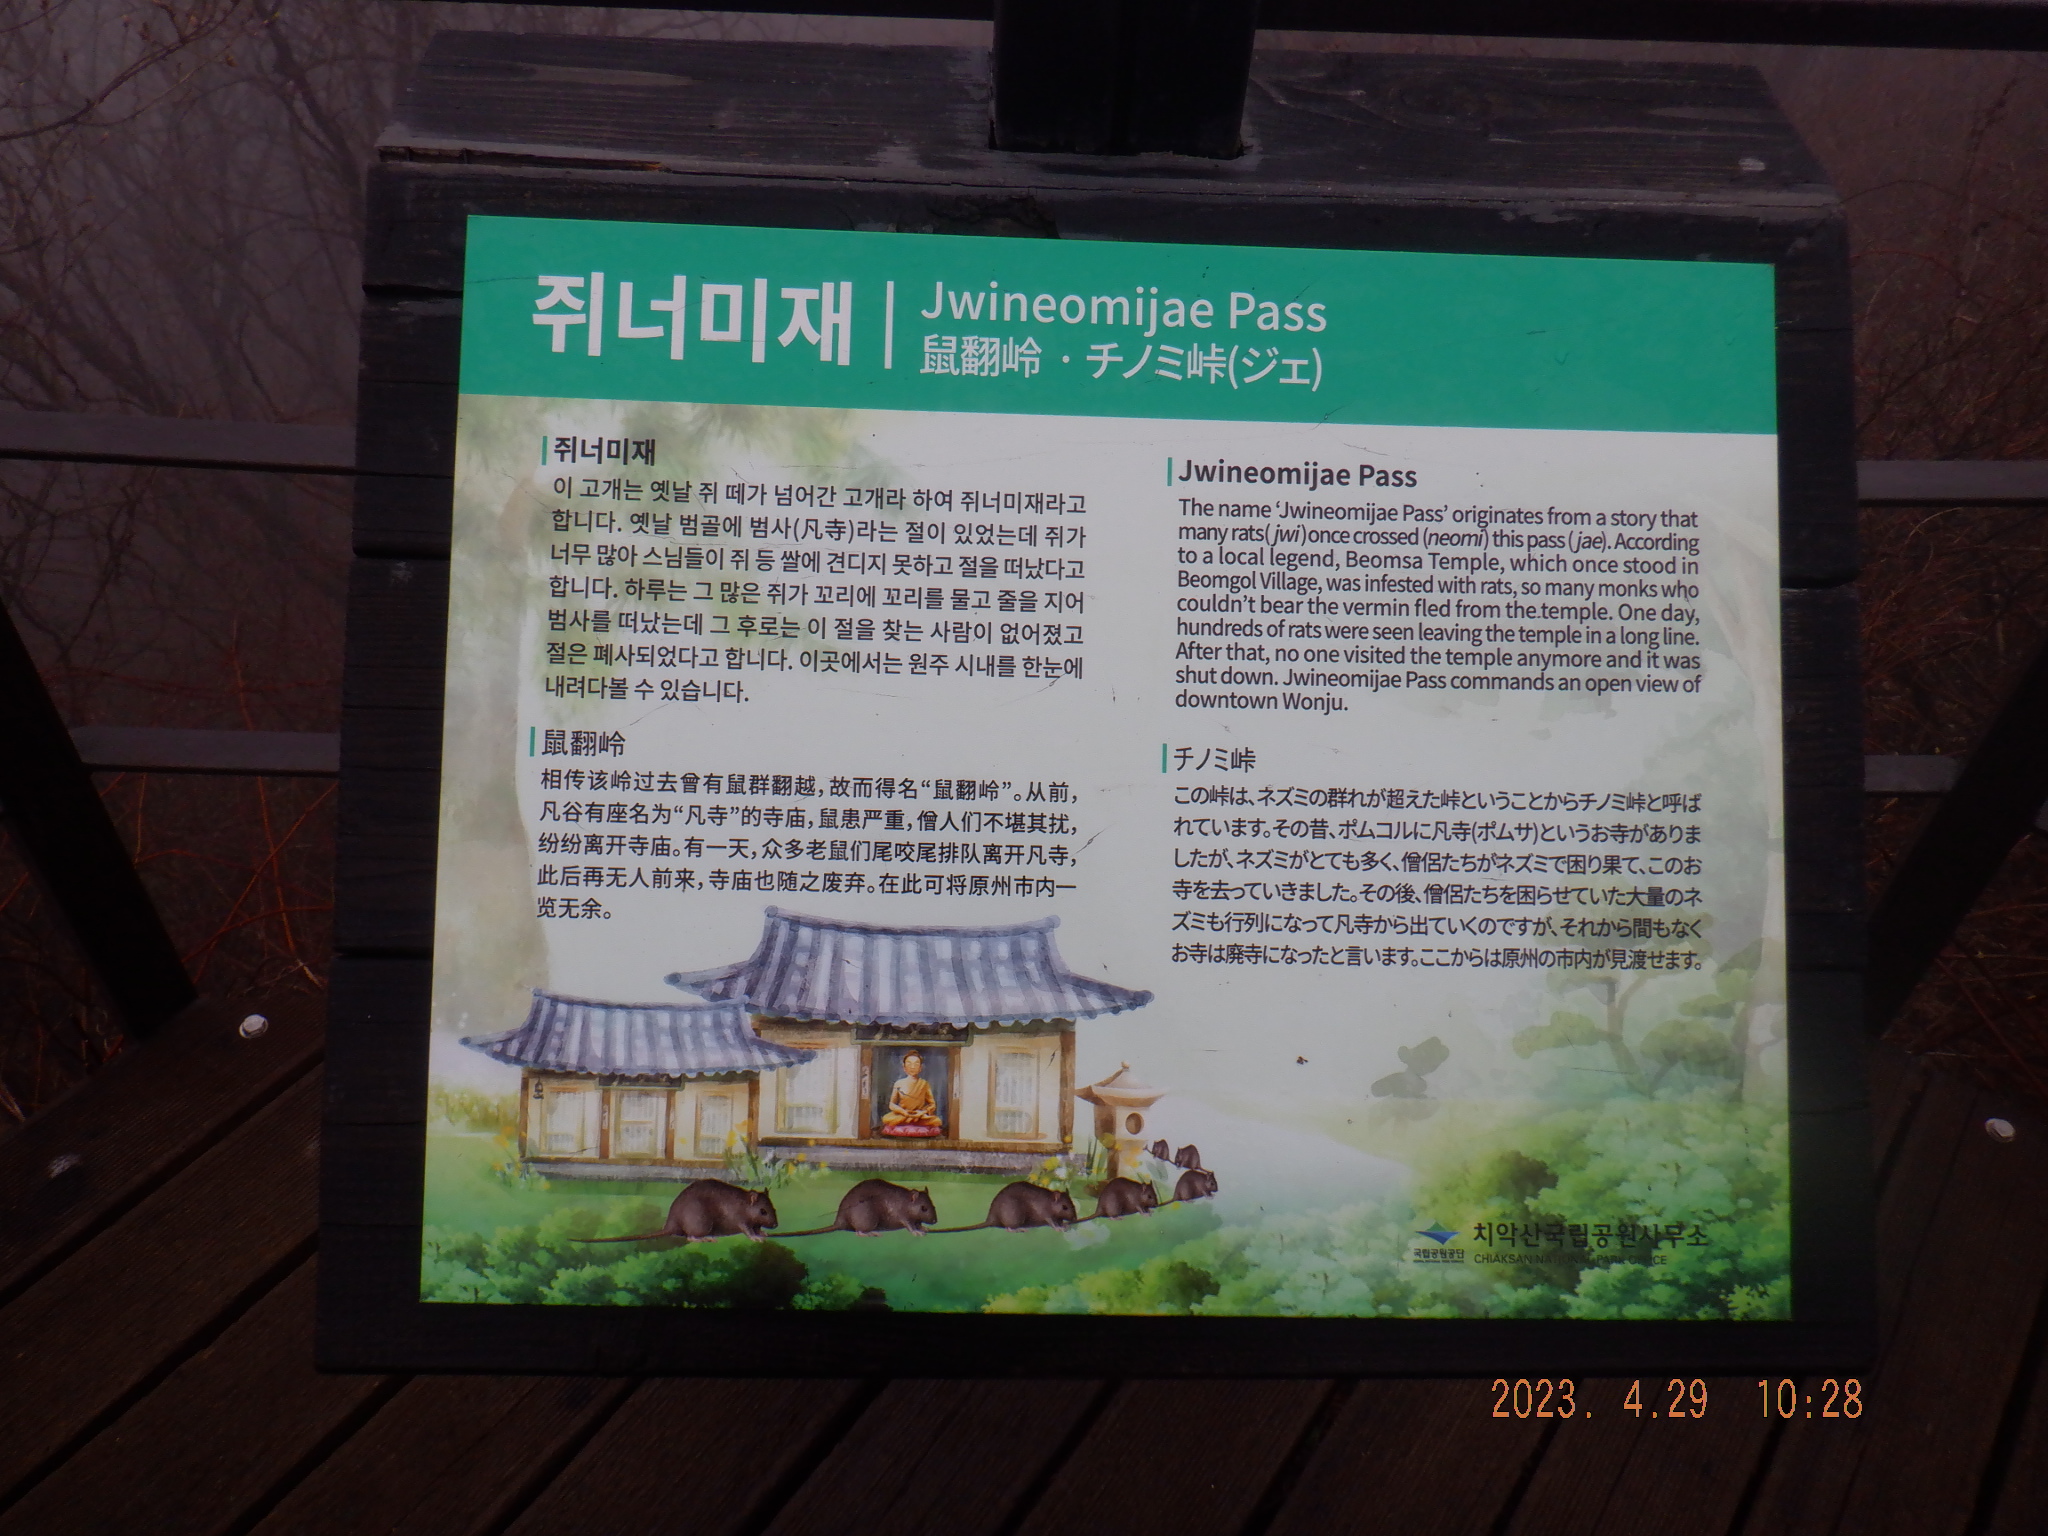 쥐너미재
Jwineomijae Pass
鼠翻岭 · チノミ峠(ジェ)
쥐너미재
이 고개는 옛날 쥐 떼가 넘어간 고개라 하여 쥐너미재라고
합니다. 옛날 범골에 범사(凡寺)라는 절이 있었는데 쥐가
너무 많아 스님들이 쥐 등 쌀에 견디지 못하고 절을 떠났다고
합니다. 하루는 그 많은 쥐가 꼬리에 꼬리를 물고 줄을 지어
범사를 떠났는데 그 후로는 이 절을 찾는 사람이 없어졌고
절은 폐사되었다고 합니다. 이곳에서는 원주 시내를 한눈에
내려다볼 수 있습니다.
Jwineomijae Pass
The name ‘Jwineomijae Pass’ originates from a story that
many rats(jwi)once crossed (neomi) this pass (jae). According
to a local legend, Beomsa Temple, which once stood in
Beomgol Village, was infested with rats, so many monks who
couldn’t bear the vermin fled from the temple. One day,
hundreds of rats were seen leaving the temple in a long line.
After that, no one visited the temple anymore and it was
shut down. Jwineomijae Pass commands an open view of
downtown Wonju.
鼠翻岭
相传该岭过去曾有鼠群翻越，故而得名“鼠翻岭”。从前，
凡谷有座名为“凡寺”的寺庙，鼠患严重，僧人们不堪其扰，
纷纷离开寺庙。有一天，众多老鼠们尾咬尾排队离开凡寺，
此后再无人前来，寺庙也随之废弃。在此可将原州市内一
览无余。
チノミ峠
この峠は、ネズミの群れが超えた峠ということからチノミ峠と呼ば
れています。その昔、ポムコルに凡寺(ポムサ)というお寺がありま
したが、ネズミがとても多く、僧侶たちがネズミで困り果て、このお
寺を去っていきました。その後、僧侶たちを困らせていた大量のネ
ズミも行列になって凡寺から出ていくのですが、それから間もなく
お寺は廃寺になったと言います。ここからは原州の市内が見渡せます。
국립공원공단
치악산국립공원사무소
CHIAKSAN NATIONAL PARK OFFICE
2023. 4.29 10:28